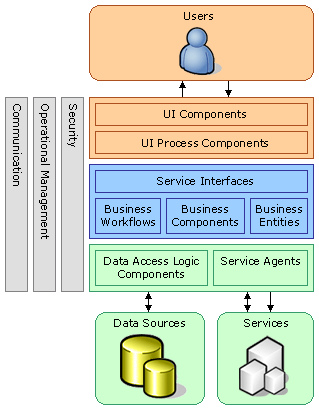 Users
Communication
Operational Management
Security
UI Components
UI Process Components
Service Interfaces
Business
Workflows
Business
Components
Business
Entities
Data Access Logic
Components
Service Agents
Data Sources
Services